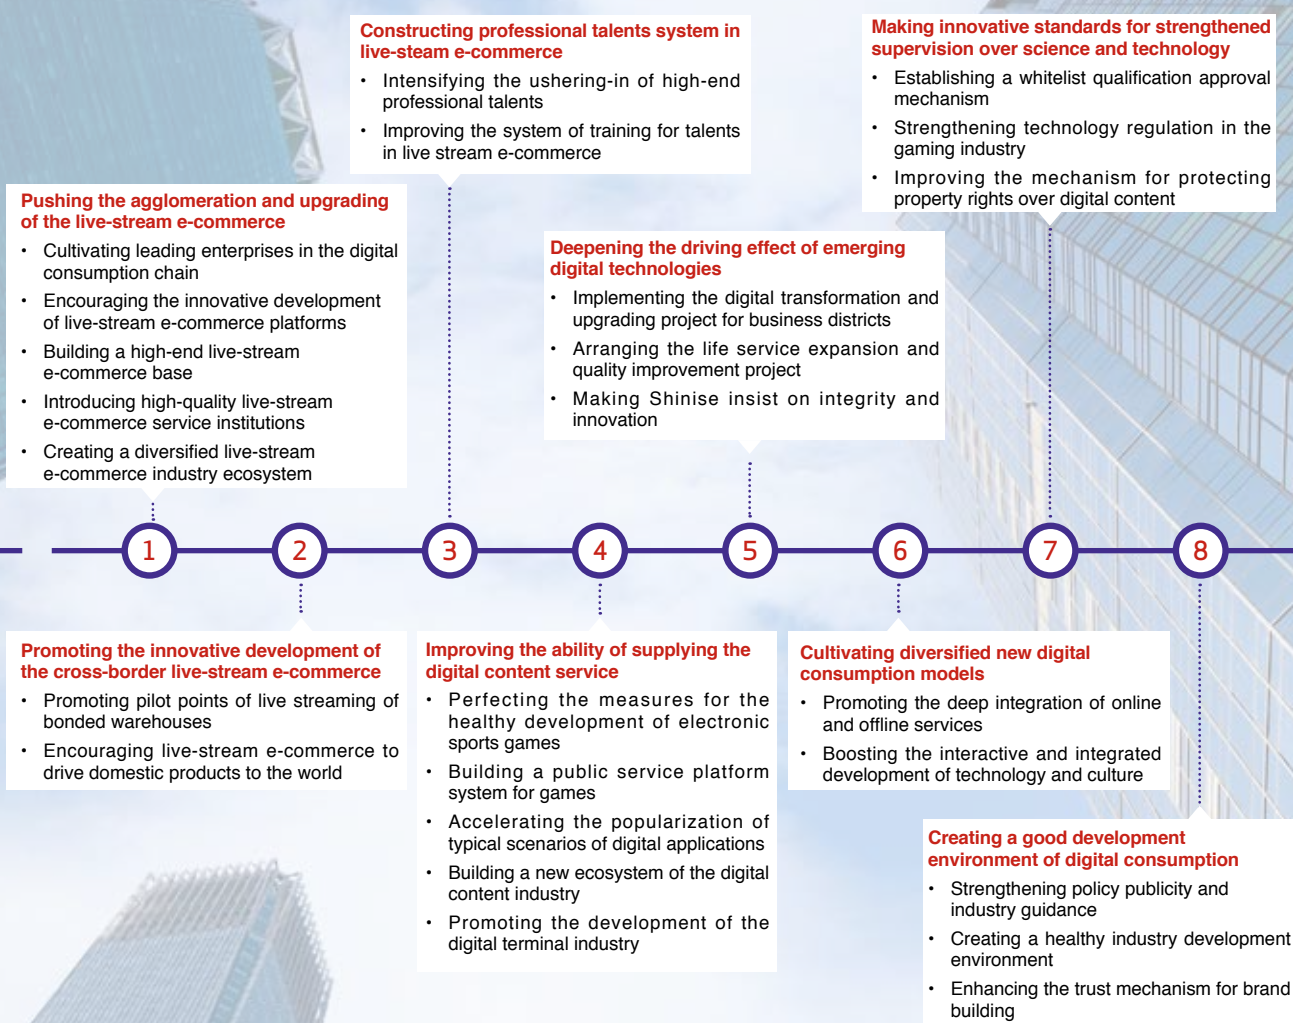 Constructing professional talents system in
live-steam e-commerce
• Intensifying the ushering-in of high-end
professional talents
• Improving the system of training for talents
in live stream e-commerce
Making innovative standards for strengthened
supervision over science and technology
• Establishing a whitelist qualification approval
mechanism
• Strengthening technology regulation in the
gaming industry
• Improving the mechanism for protecting
property rights over digital content
Pushing the agglomeration and upgrading
of the live-stream e-commerce
• Cultivating leading enterprises in the digital
consumption chain
• Encouraging the innovative development
of live-stream e-commerce platforms
• Building a high-end live-stream
e-commerce base
• Introducing high-quality live-stream
e-commerce service institutions
• Creating a diversified live-stream
e-commerce industry ecosystem
Deepening the driving effect of emerging
digital technologies
• Implementing the digital transformation and
upgrading project for business districts
• Arranging the life service expansion and
quality improvement project
• Making Shinise insist on integrity and
innovation
1 2 3 4 5 6 7 8
Promoting the innovative development of
the cross-border live-stream e-commerce
• Promoting pilot points of live streaming of
bonded warehouses
• Encouraging live-stream e-commerce to
drive domestic products to the world
Improving the ability of supplying the
digital content service
• Perfecting the measures for the
healthy development of electronic
sports games
• Building a public service platform
system for games
• Accelerating the popularization of
typical scenarios of digital applications
• Building a new ecosystem of the digital
content industry
• Promoting the development of the
digital terminal industry
Cultivating diversified new digital
consumption models
• Promoting the deep integration of online
and offline services
• Boosting the interactive and integrated
development of technology and culture
Creating a good development
environment of digital consumption
• Strengthening policy publicity and
industry guidance
• Creating a healthy industry development
environment
• Enhancing the trust mechanism for brand
building